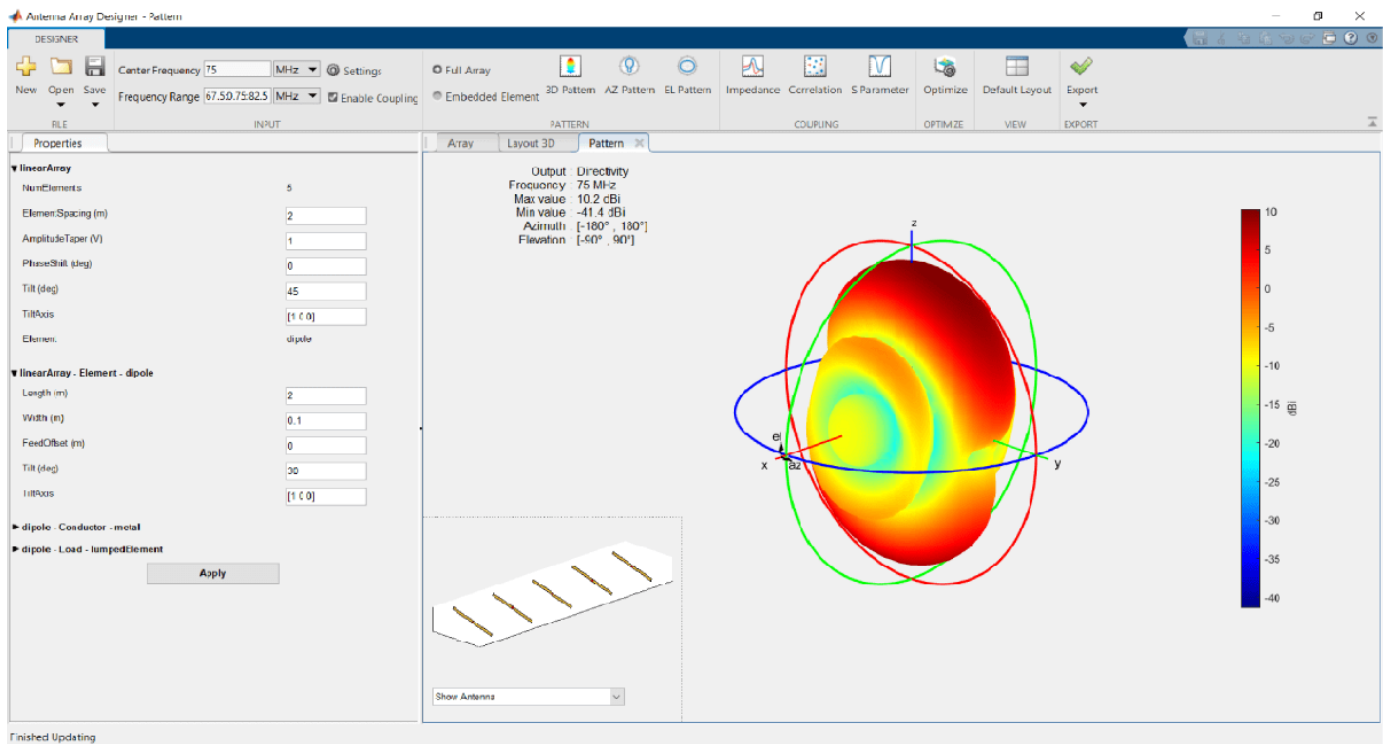 Antenna Array Designer - Pattern
DESIGNER
New Open Save
FILE
Center Frequency 75 MHz Settings
Frequency Range 67.5:0.75:82.5 MHz Enable Coupling
INPUT
Full Array
Embedded Element
3D Pattern AZ Pattern EL Pattern
PATTERN
Impedance Correlation S Parameter
COUPLING
Optimize
OPTIMIZE
Default Layout
VIEW
Export
EXPORT
Properties
Array Layout 3D Pattern
linearArray
NumElements 5
ElementSpacing (m) 2
AmplitudeTaper (V) 1
PhaseShift (deg) 0
Tilt (deg) 45
TiltAxis [1 0 0]
Element dipole
linearArray - Element - dipole
Length (m) 2
Width (m) 0.1
FeedOffset (m) 0
Tilt (deg) 30
TiltAxis [1 0 0]
dipole - Conductor - metal
dipole - Load - lumpedElement
Apply
Output : Directivity
Frequency : 75 MHz
Max value : 10.2 dBi
Min value : -41.4 dBi
Azimuth : [-180° , 180°]
Elevation : [-90° , 90°]
z
el
x az
y
10
5
0
-5
-10
-15
-20
-25
-30
-35
-40
dBi
Show Antenna
Finished Updating